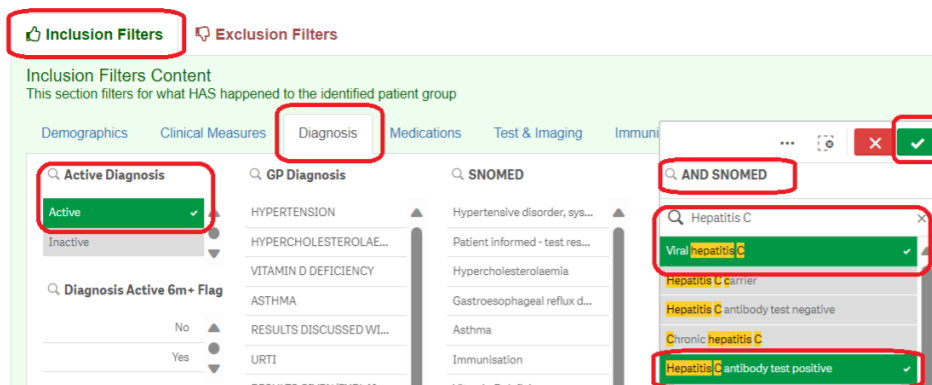 Inclusion Filters
Exclusion Filters
Inclusion Filters Content
This section filters for what HAS happened to the identified patient group
Demographics
Clinical Measures
Diagnosis
Medications
Test & Imaging
Immuni
Active Diagnosis
Active
Inactive
Diagnosis Active 6m+ Flag
No
Yes
GP Diagnosis
HYPERTENSION
HYPERCHOLESTEROLAE...
VITAMIN D DEFICIENCY
ASTHMA
RESULTS DISCUSSED WI...
URTI
SNOMED
Hypertensive disorder, sys...
Patient informed - test res...
Hypercholesterolaemia
Gastroesophageal reflux d...
Asthma
Immunisation
AND SNOMED
Hepatitis C
Viral hepatitis C
Hepatitis C carrier
Hepatitis C antibody test negative
Chronic hepatitis C
Hepatitis C antibody test positive